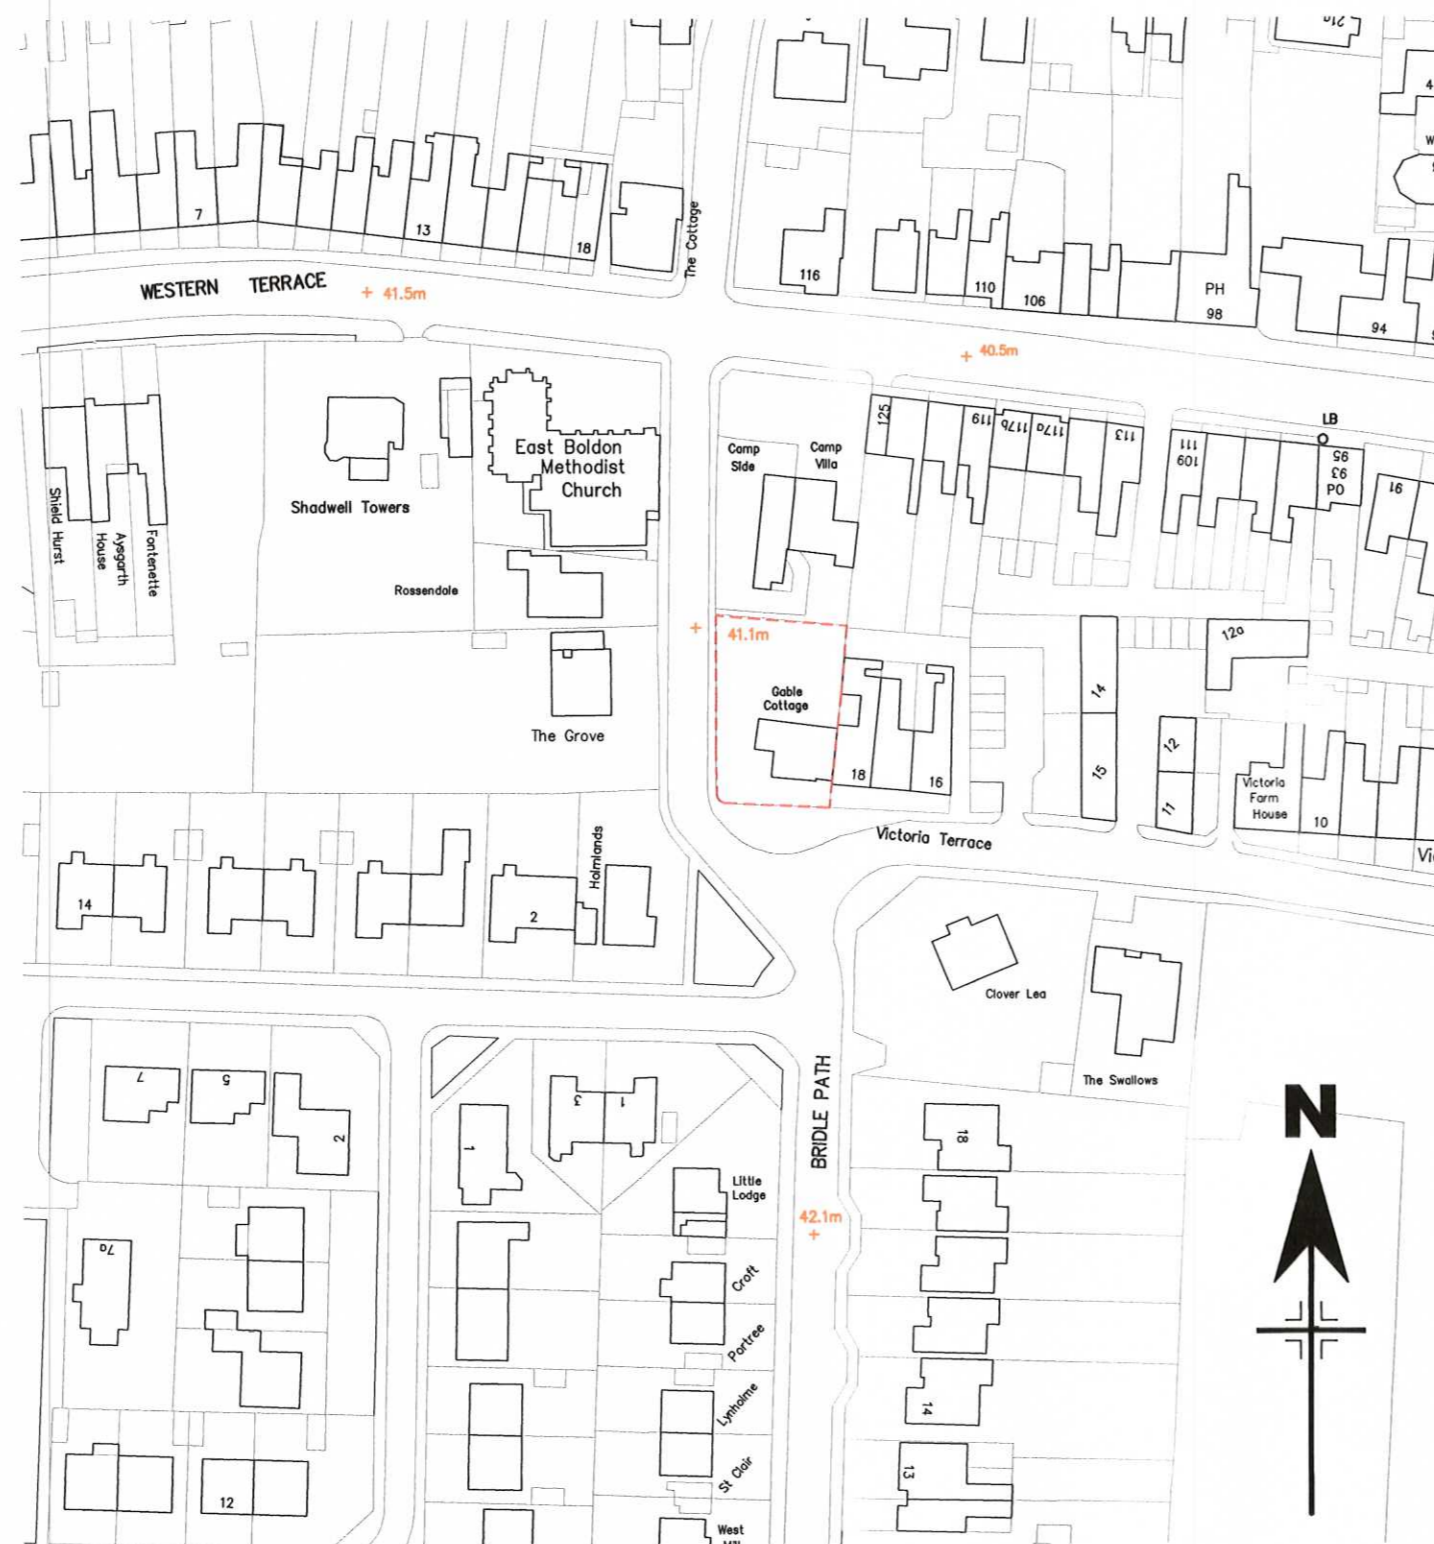 21a
4
7
13
18
The Cottage
WESTERN TERRACE
41.5m
116
110
106
PH
98
94
40.5m
LB
125
119
117b
117a
113
111
109
95
93
PO
91
East Boldon
Methodist
Church
Camp
Side
Camp
Villa
Shadwell Towers
Shield Hurst
Aysgarth
House
Fontenette
Rossendale
41.1m
12a
Gable
Cottage
The Grove
14
15
12
11
18
16
Victoria
Farm
House
10
Victoria Terrace
Holmlands
14
2
Clover Lea
The Swallows
BRIDLE PATH
N
7
5
2
3
1
1
18
Little
Lodge
42.1m
7a
Croft
Portree
Lynholme
14
St Clair
13
12
West